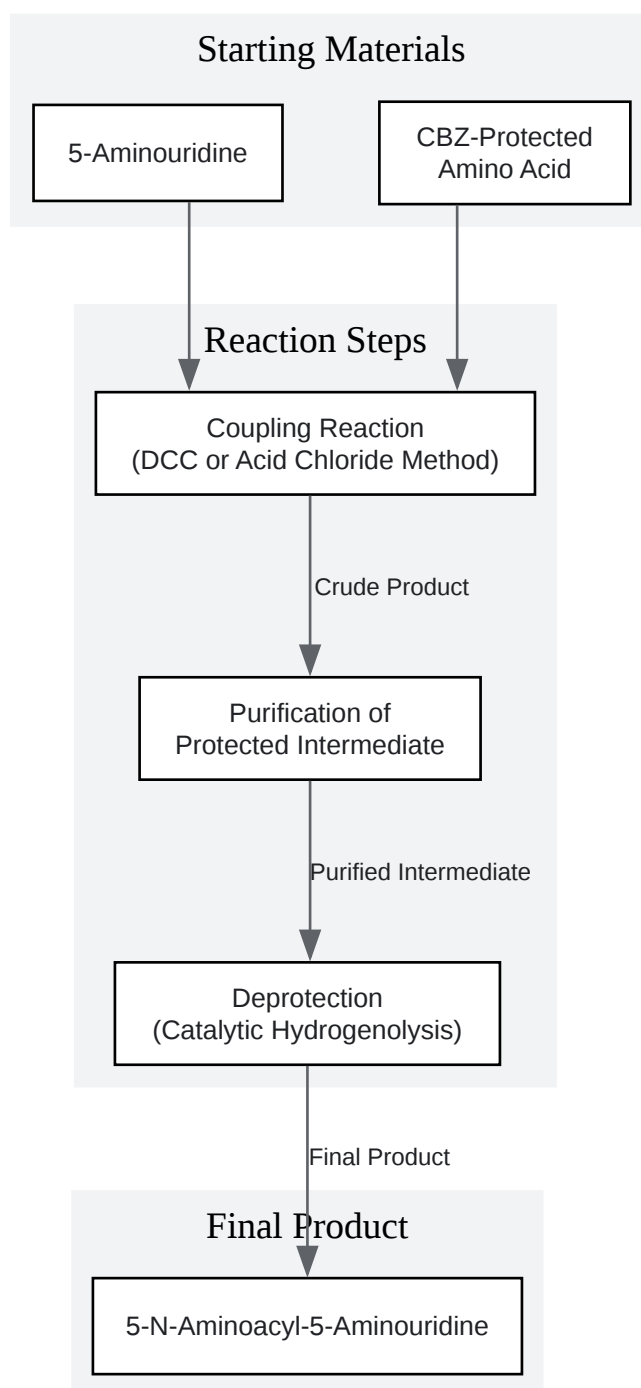 Starting Materials
5-Aminouridine
CBZ-Protected
Amino Acid
Reaction Steps
Coupling Reaction
(DCC or Acid Chloride Method)
Crude Product
Purification of
Protected Intermediate
Purified Intermediate
Deprotection
(Catalytic Hydrogenolysis)
Final Product
Final Product
5-N-Aminoacyl-5-Aminouridine